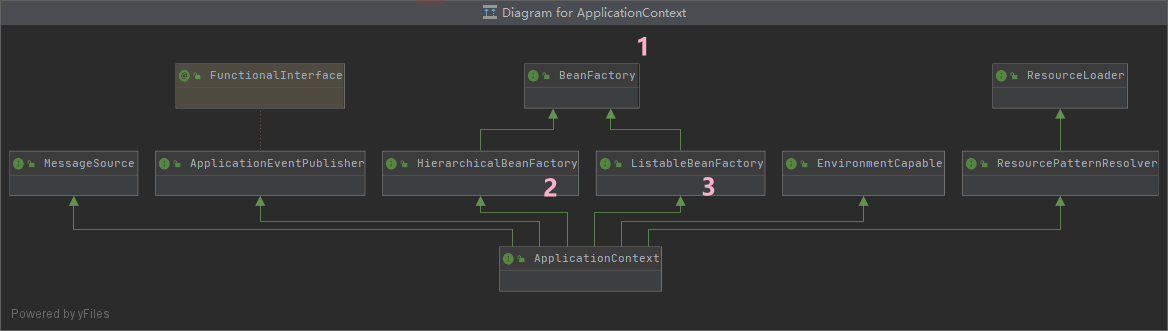 Diagram for ApplicationContext
1
FunctionalInterface
BeanFactory
ResourceLoader
MessageSource
ApplicationEventPublisher
HierarchicalBeanFactory
ListableBeanFactory
EnvironmentCapable
ResourcePatternResolver
2
3
ApplicationContext
Powered by yFiles